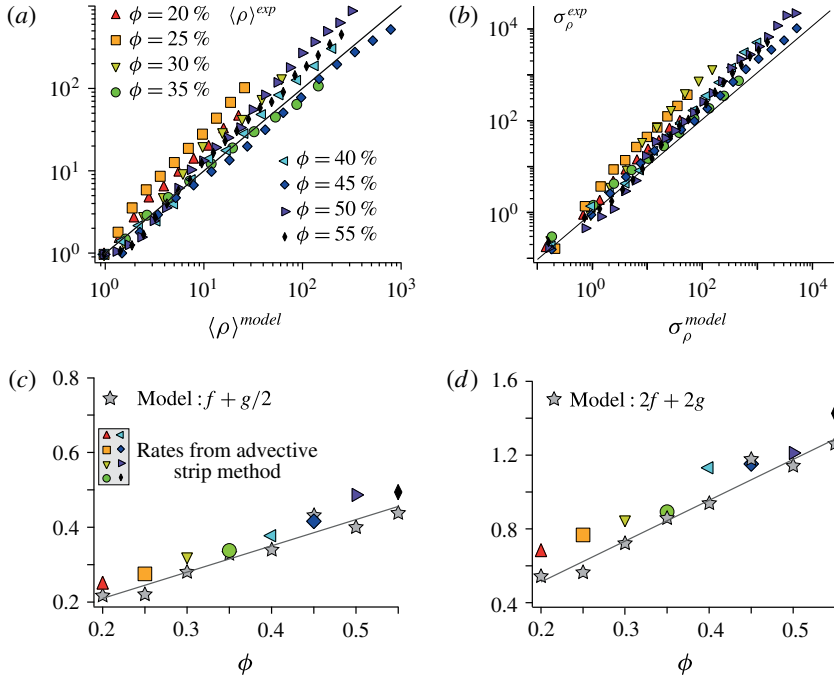 (a)
ϕ = 20 %
ϕ = 25 %
ϕ = 30 %
ϕ = 35 %
⟨ρ⟩^exp
10^2
10^1
10^0
ϕ = 40 %
ϕ = 45 %
ϕ = 50 %
ϕ = 55 %
10^0 10^1 10^2 10^3
⟨ρ⟩^model
(b)
σ_ρ^exp
10^4
10^2
10^0
10^0 10^2 10^4
σ_ρ^model
(c)
0.8
0.6
0.4
0.2
Model : f + g/2
Rates from advective
strip method
0.2 0.3 0.4 0.5
ϕ
(d)
1.6
1.2
0.8
0.4
Model : 2f + 2g
0.2 0.3 0.4 0.5
ϕ